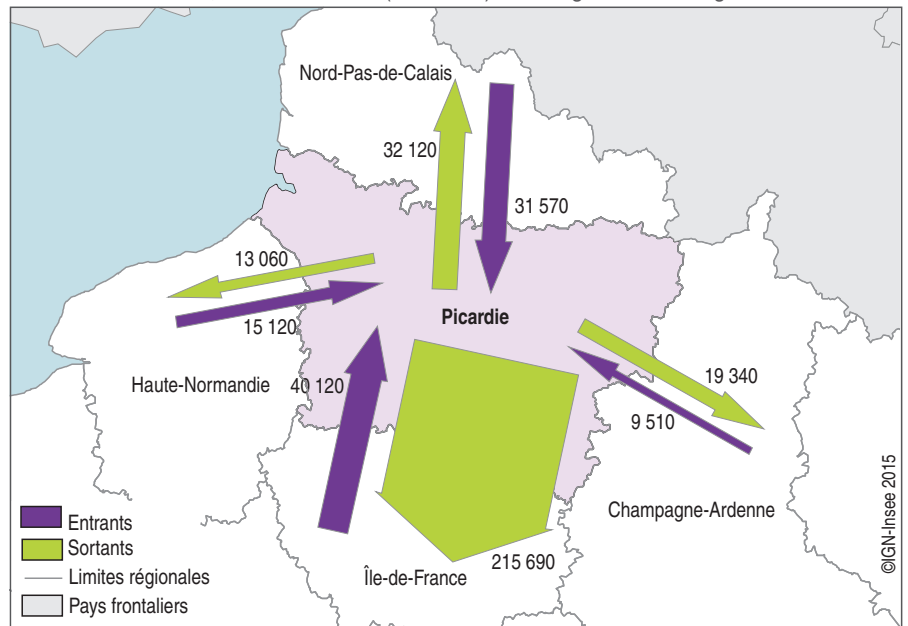 Nord-Pas-de-Calais
32 120
31 570
13 060
15 120
Picardie
Haute-Normandie
40 120
19 340
9 510
Champagne-Ardenne
215 690
Île-de-France
Entrants
Sortants
Limites régionales
Pays frontaliers
©IGN-Insee 2015